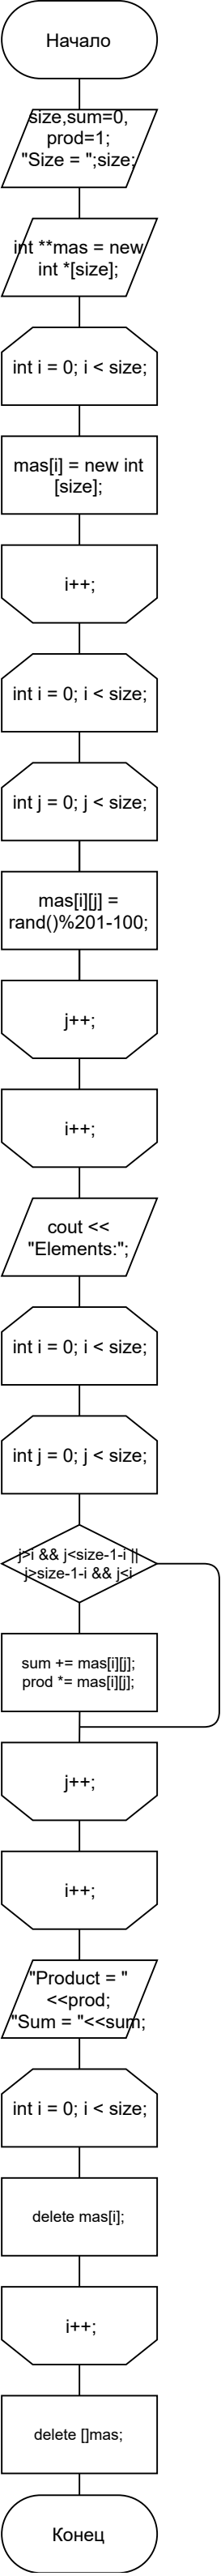 Начало
size,sum=0,
prod=1;
"Size = ";size;
int **mas = new
int *[size];
int i = 0; i < size;
mas[i] = new int
[size];
i++;
int i = 0; i < size;
int j = 0; j < size;
mas[i][j] =
rand()%201-100;
j++;
i++;
cout <<
"Elements:";
int i = 0; i < size;
int j = 0; j < size;
j>i && j<size-1-i ||
j>size-1-i && j<i
sum += mas[i][j];
prod *= mas[i][j];
j++;
i++;
"Product = "
<<prod;
"Sum = "<<sum;
int i = 0; i < size;
delete mas[i];
i++;
delete []mas;
Конец